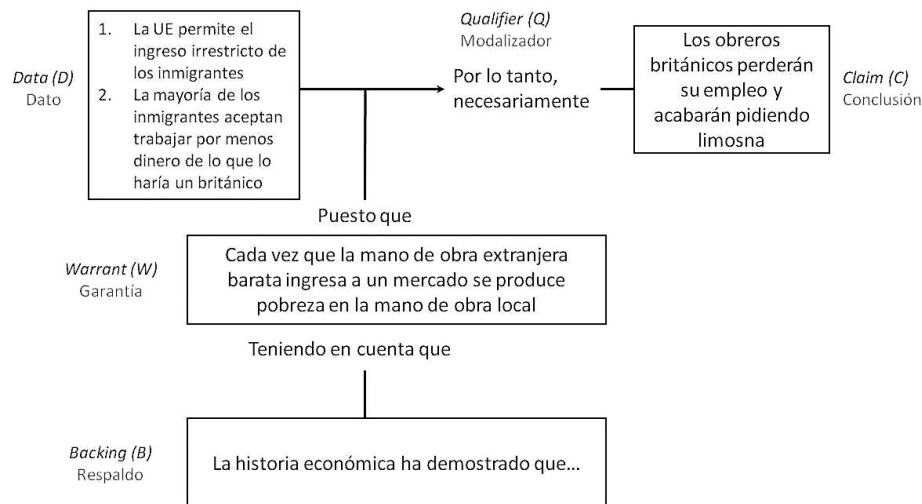 Data (D)
Dato
1. La UE permite el
ingreso irrestricto de
los inmigrantes
2. La mayoría de los
inmigrantes aceptan
trabajar por menos
dinero de lo que lo
haría un británico
Qualifier (Q)
Modalizador
Por lo tanto,
necesariamente
Los obreros
británicos perderán
su empleo y
acabarán pidiendo
limosna
Claim (C)
Conclusión
Puesto que
Warrant (W)
Garantía
Cada vez que la mano de obra extranjera
barata ingresa a un mercado se produce
pobreza en la mano de obra local
Teniendo en cuenta que
Backing (B)
Respaldo
La historia económica ha demostrado que...